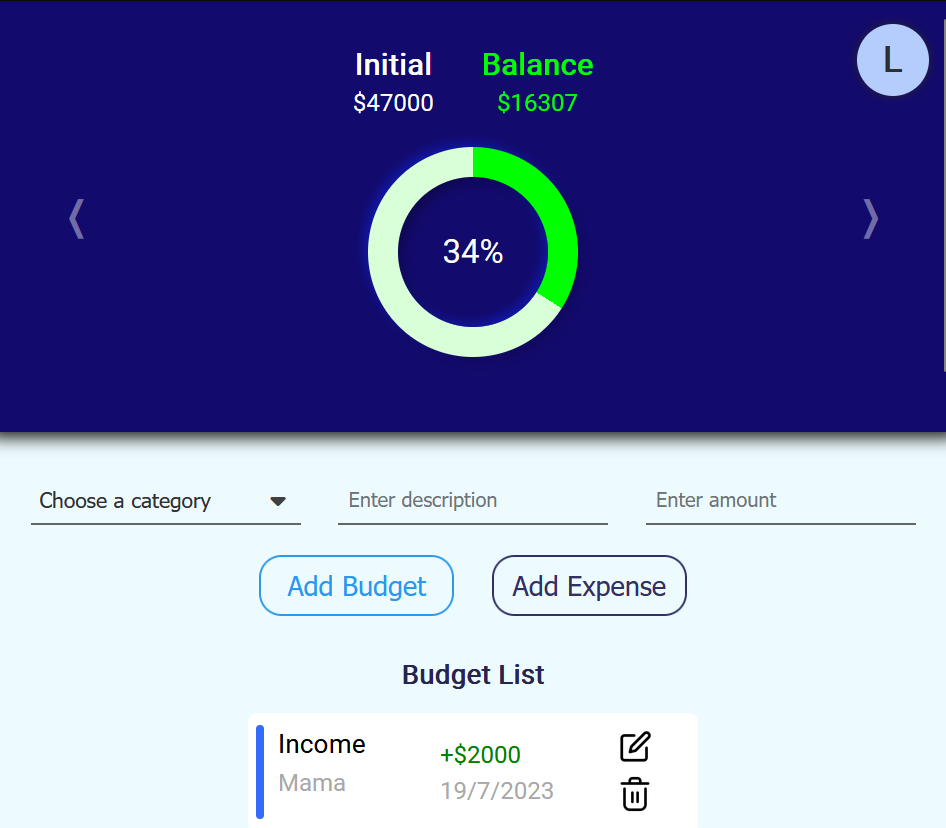 Initial Balance
$47000 $16307
L
34%
Choose a category Enter description Enter amount
Add Budget Add Expense
Budget List
Income
+$2000
Mama
19/7/2023